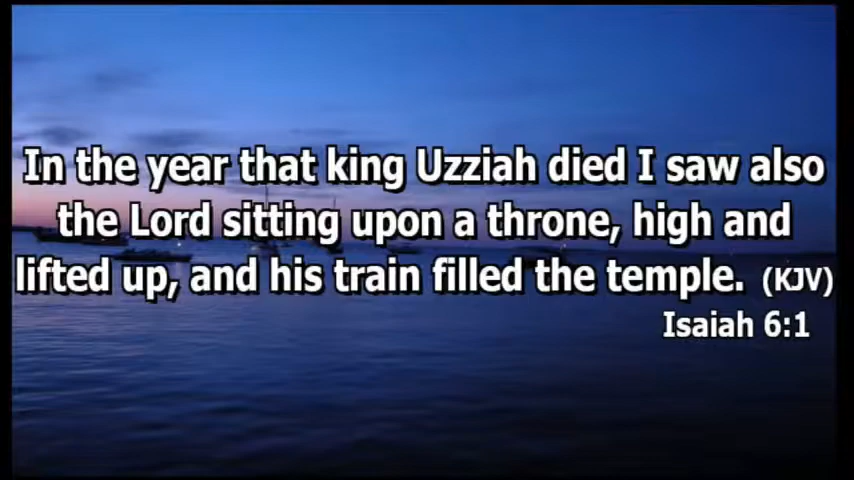 In the year that king Uzziah died I saw also
the Lord sitting upon a throne, high and
lifted up, and his train filled the temple. (KJV)
Isaiah 6:1